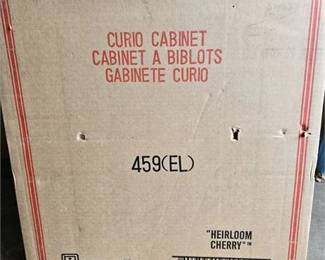 CURIO CABINET
CABINET A BIBLOTS
GABINETE CURIO
459(EL)
"HEIRLOOM
CHERRY"™